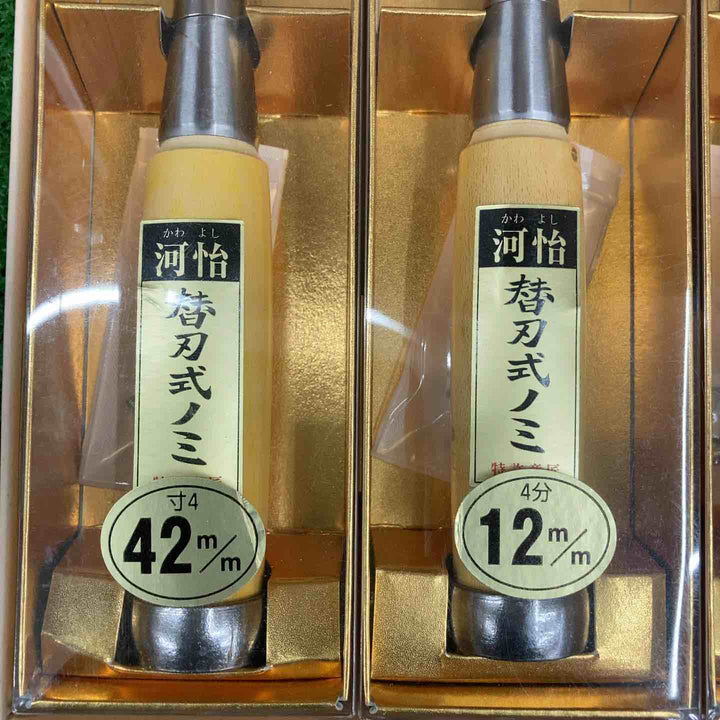 かわ よし
河怡
替刃式ノミ
寸4
42m/m
かわ よし
河怡
替刃式ノミ
4分
12m/m